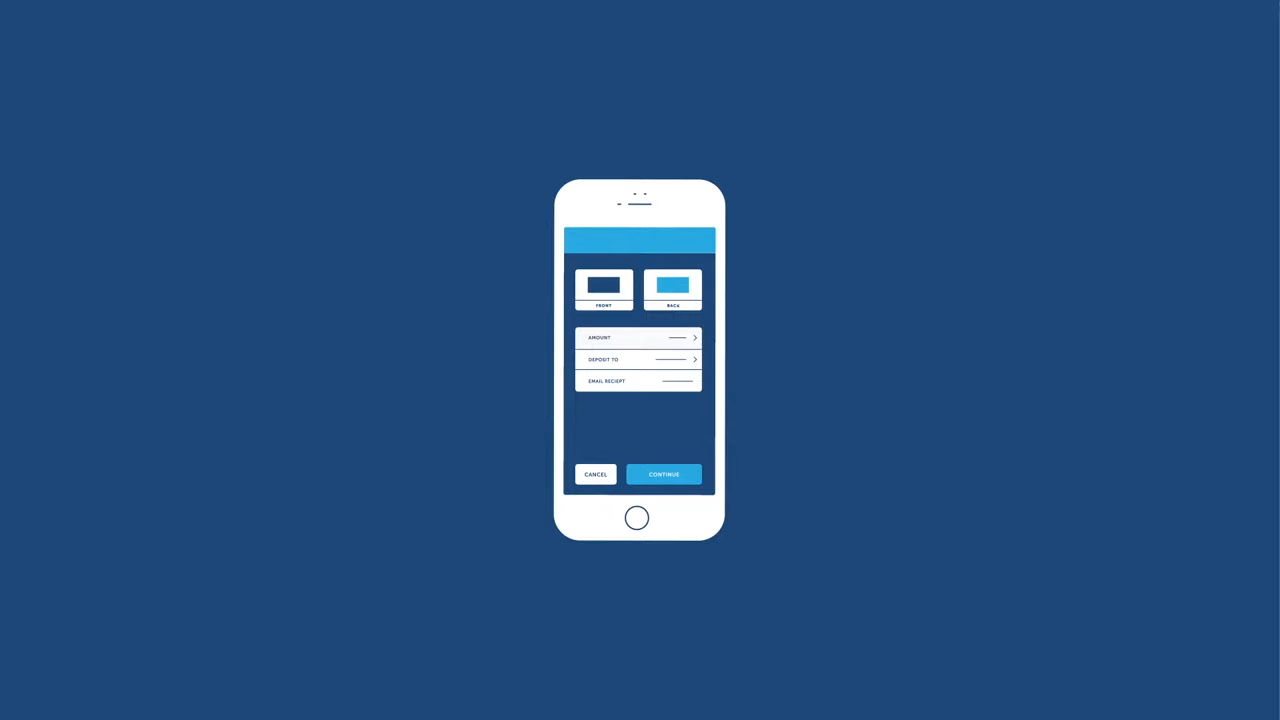 FRONT BACK
AMOUNT
DEPOSIT TO
EMAIL RECIEPT
CANCEL CONTINUE